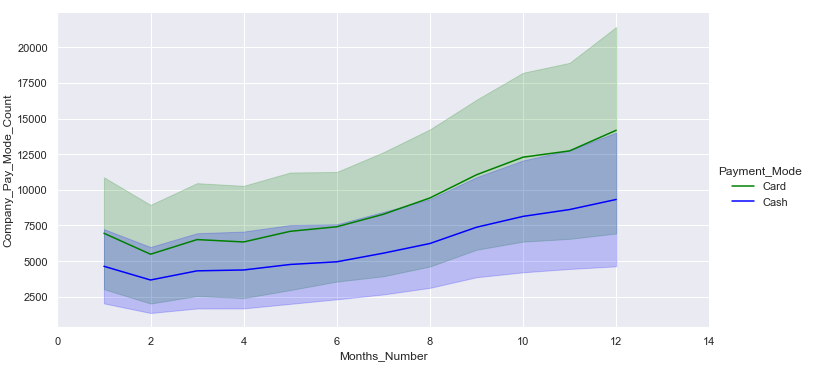 20000
17500
15000
12500
10000
7500
5000
2500
Company_Pay_Mode_Count
0 2 4 6 8 10 12 14
Months_Number
Payment_Mode
Card
Cash